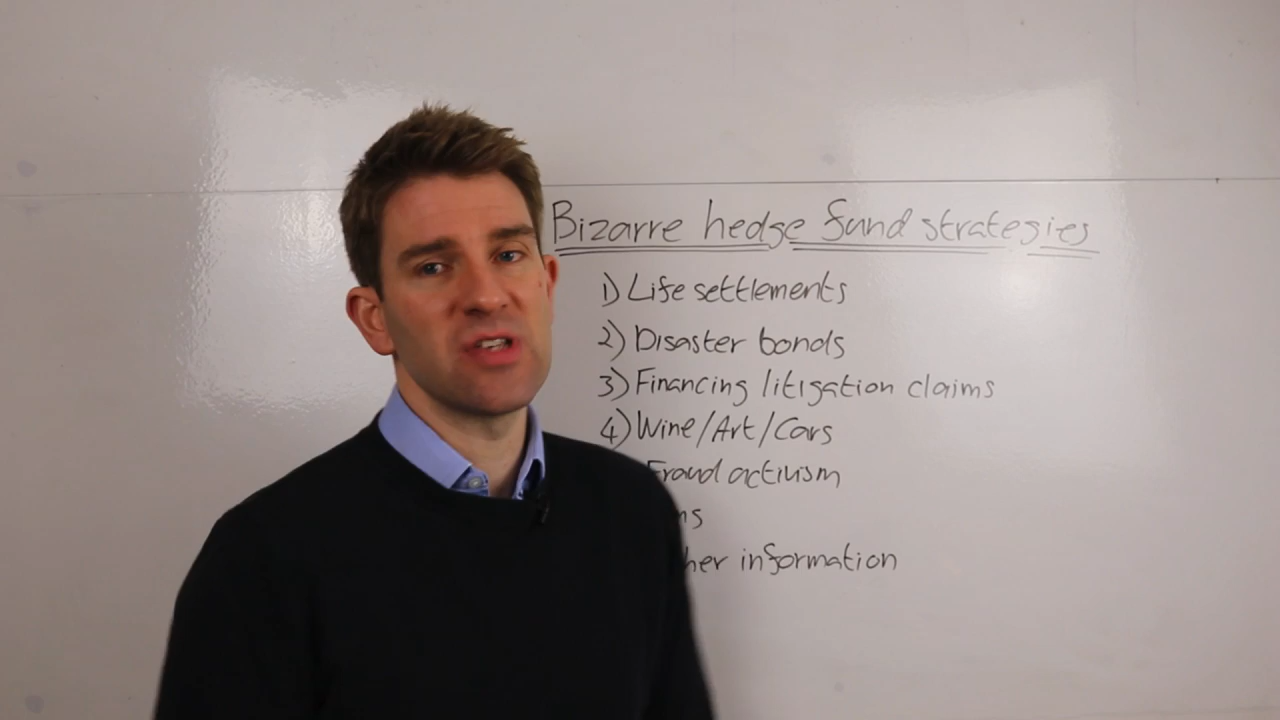 Bizarre hedge fund strategies
1) Life settlements
2) Disaster bonds
3) Financing litigation claims
4) Wine/Art/Cars
Fraud activism
information